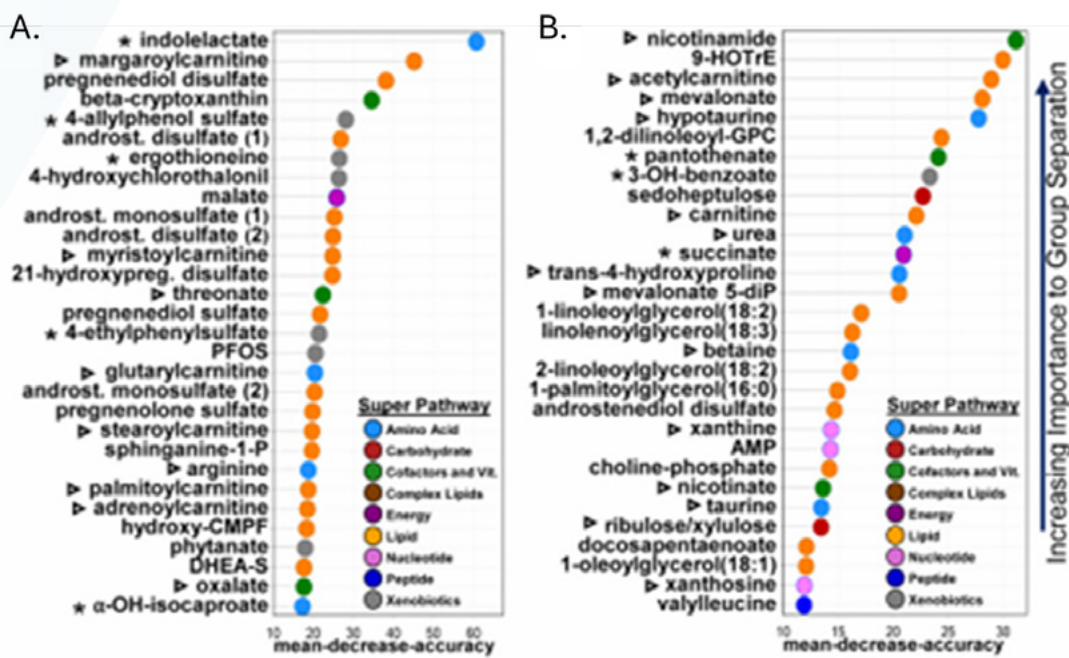 A.
★ indolelactate
▷ margaroylcarnitine
pregnenediol disulfate
beta-cryptoxanthin
★ 4-allylphenol sulfate
androst. disulfate (1)
★ ergothioneine
4-hydroxychlorothalonil
malate
androst. monosulfate (1)
androst. disulfate (2)
▷ myristoylcarnitine
21-hydroxypreg. disulfate
▷ threonate
pregnenediol sulfate
★ 4-ethylphenylsulfate
PFOS
▷ glutarylcarnitine
androst. monosulfate (2)
pregnenolone sulfate
▷ stearoylcarnitine
sphinganine-1-P
▷ arginine
▷ palmitoylcarnitine
▷ adrenoylcarnitine
hydroxy-CMPF
phytanate
DHEA-S
▷ oxalate
★ α-OH-isocaproate
Super Pathway
Amino Acid
Carbohydrate
Cofactors and Vit.
Complex Lipids
Energy
Lipid
Nucleotide
Peptide
Xenobiotics
10 20 30 40 50 60
mean-decrease-accuracy
B.
▷ nicotinamide
9-HOTrE
▷ acetylcarnitine
▷ mevalonate
▷ hypotaurine
1,2-dilinoleoyl-GPC
★ pantothenate
★ 3-OH-benzoate
sedoheptulose
▷ carnitine
▷ urea
★ succinate
▷ trans-4-hydroxyproline
▷ mevalonate 5-diP
1-linoleoylglycerol(18:2)
linolenoylglycerol(18:3)
▷ betaine
2-linoleoylglycerol(18:2)
1-palmitoylglycerol(16:0)
androstenediol disulfate
▷ xanthine
AMP
choline-phosphate
▷ nicotinate
▷ taurine
▷ ribulose/xylulose
docosapentaenoate
1-oleoylglycerol(18:1)
▷ xanthosine
valylleucine
Super Pathway
Amino Acid
Carbohydrate
Cofactors and Vit.
Complex Lipids
Energy
Lipid
Nucleotide
Peptide
Xenobiotics
10 15 20 25 30
mean-decrease-accuracy
Increasing Importance to Group Separation